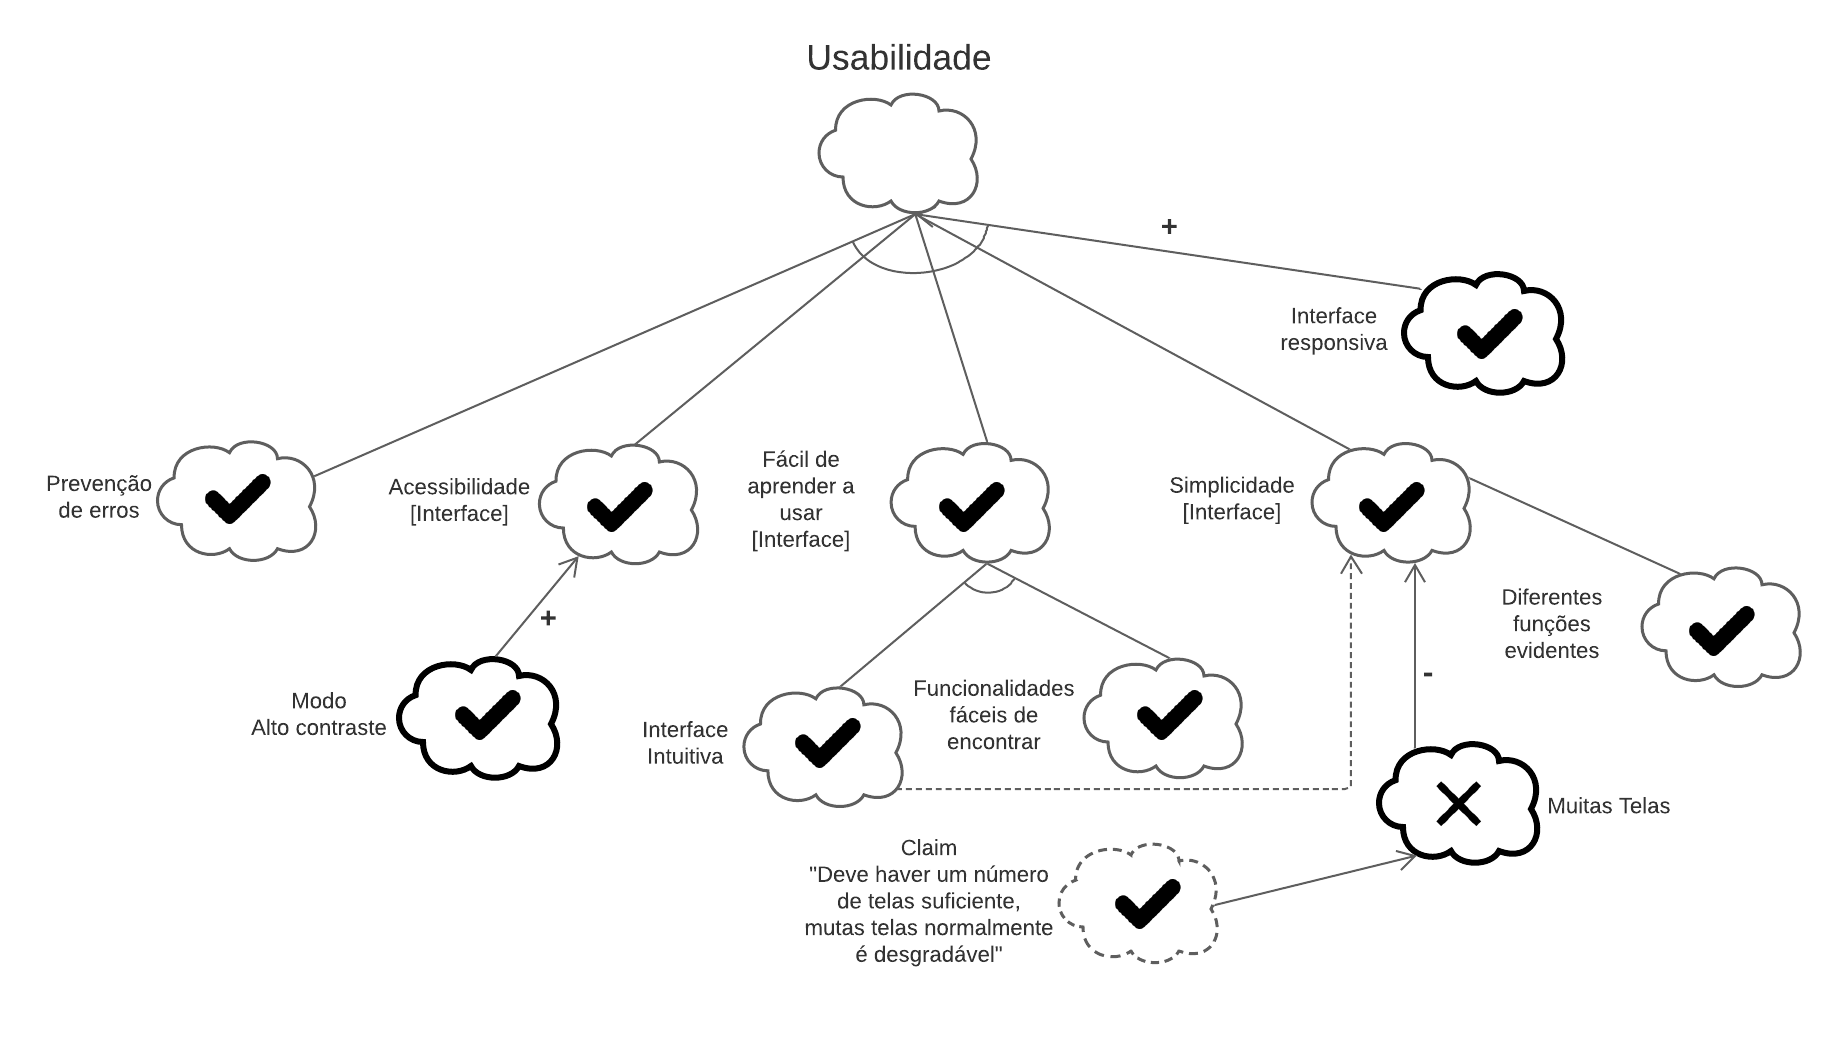 Usabilidade
+
Interface
responsiva
Prevenção
de erros
Acessibilidade
[Interface]
Fácil de
aprender a
usar
[Interface]
Simplicidade
[Interface]
+
Diferentes
funções
evidentes
-
Modo
Alto contraste
Interface
Intuitiva
Funcionalidades
fáceis de
encontrar
Muitas Telas
Claim
"Deve haver um número
de telas suficiente,
mutas telas normalmente
é desgradável"